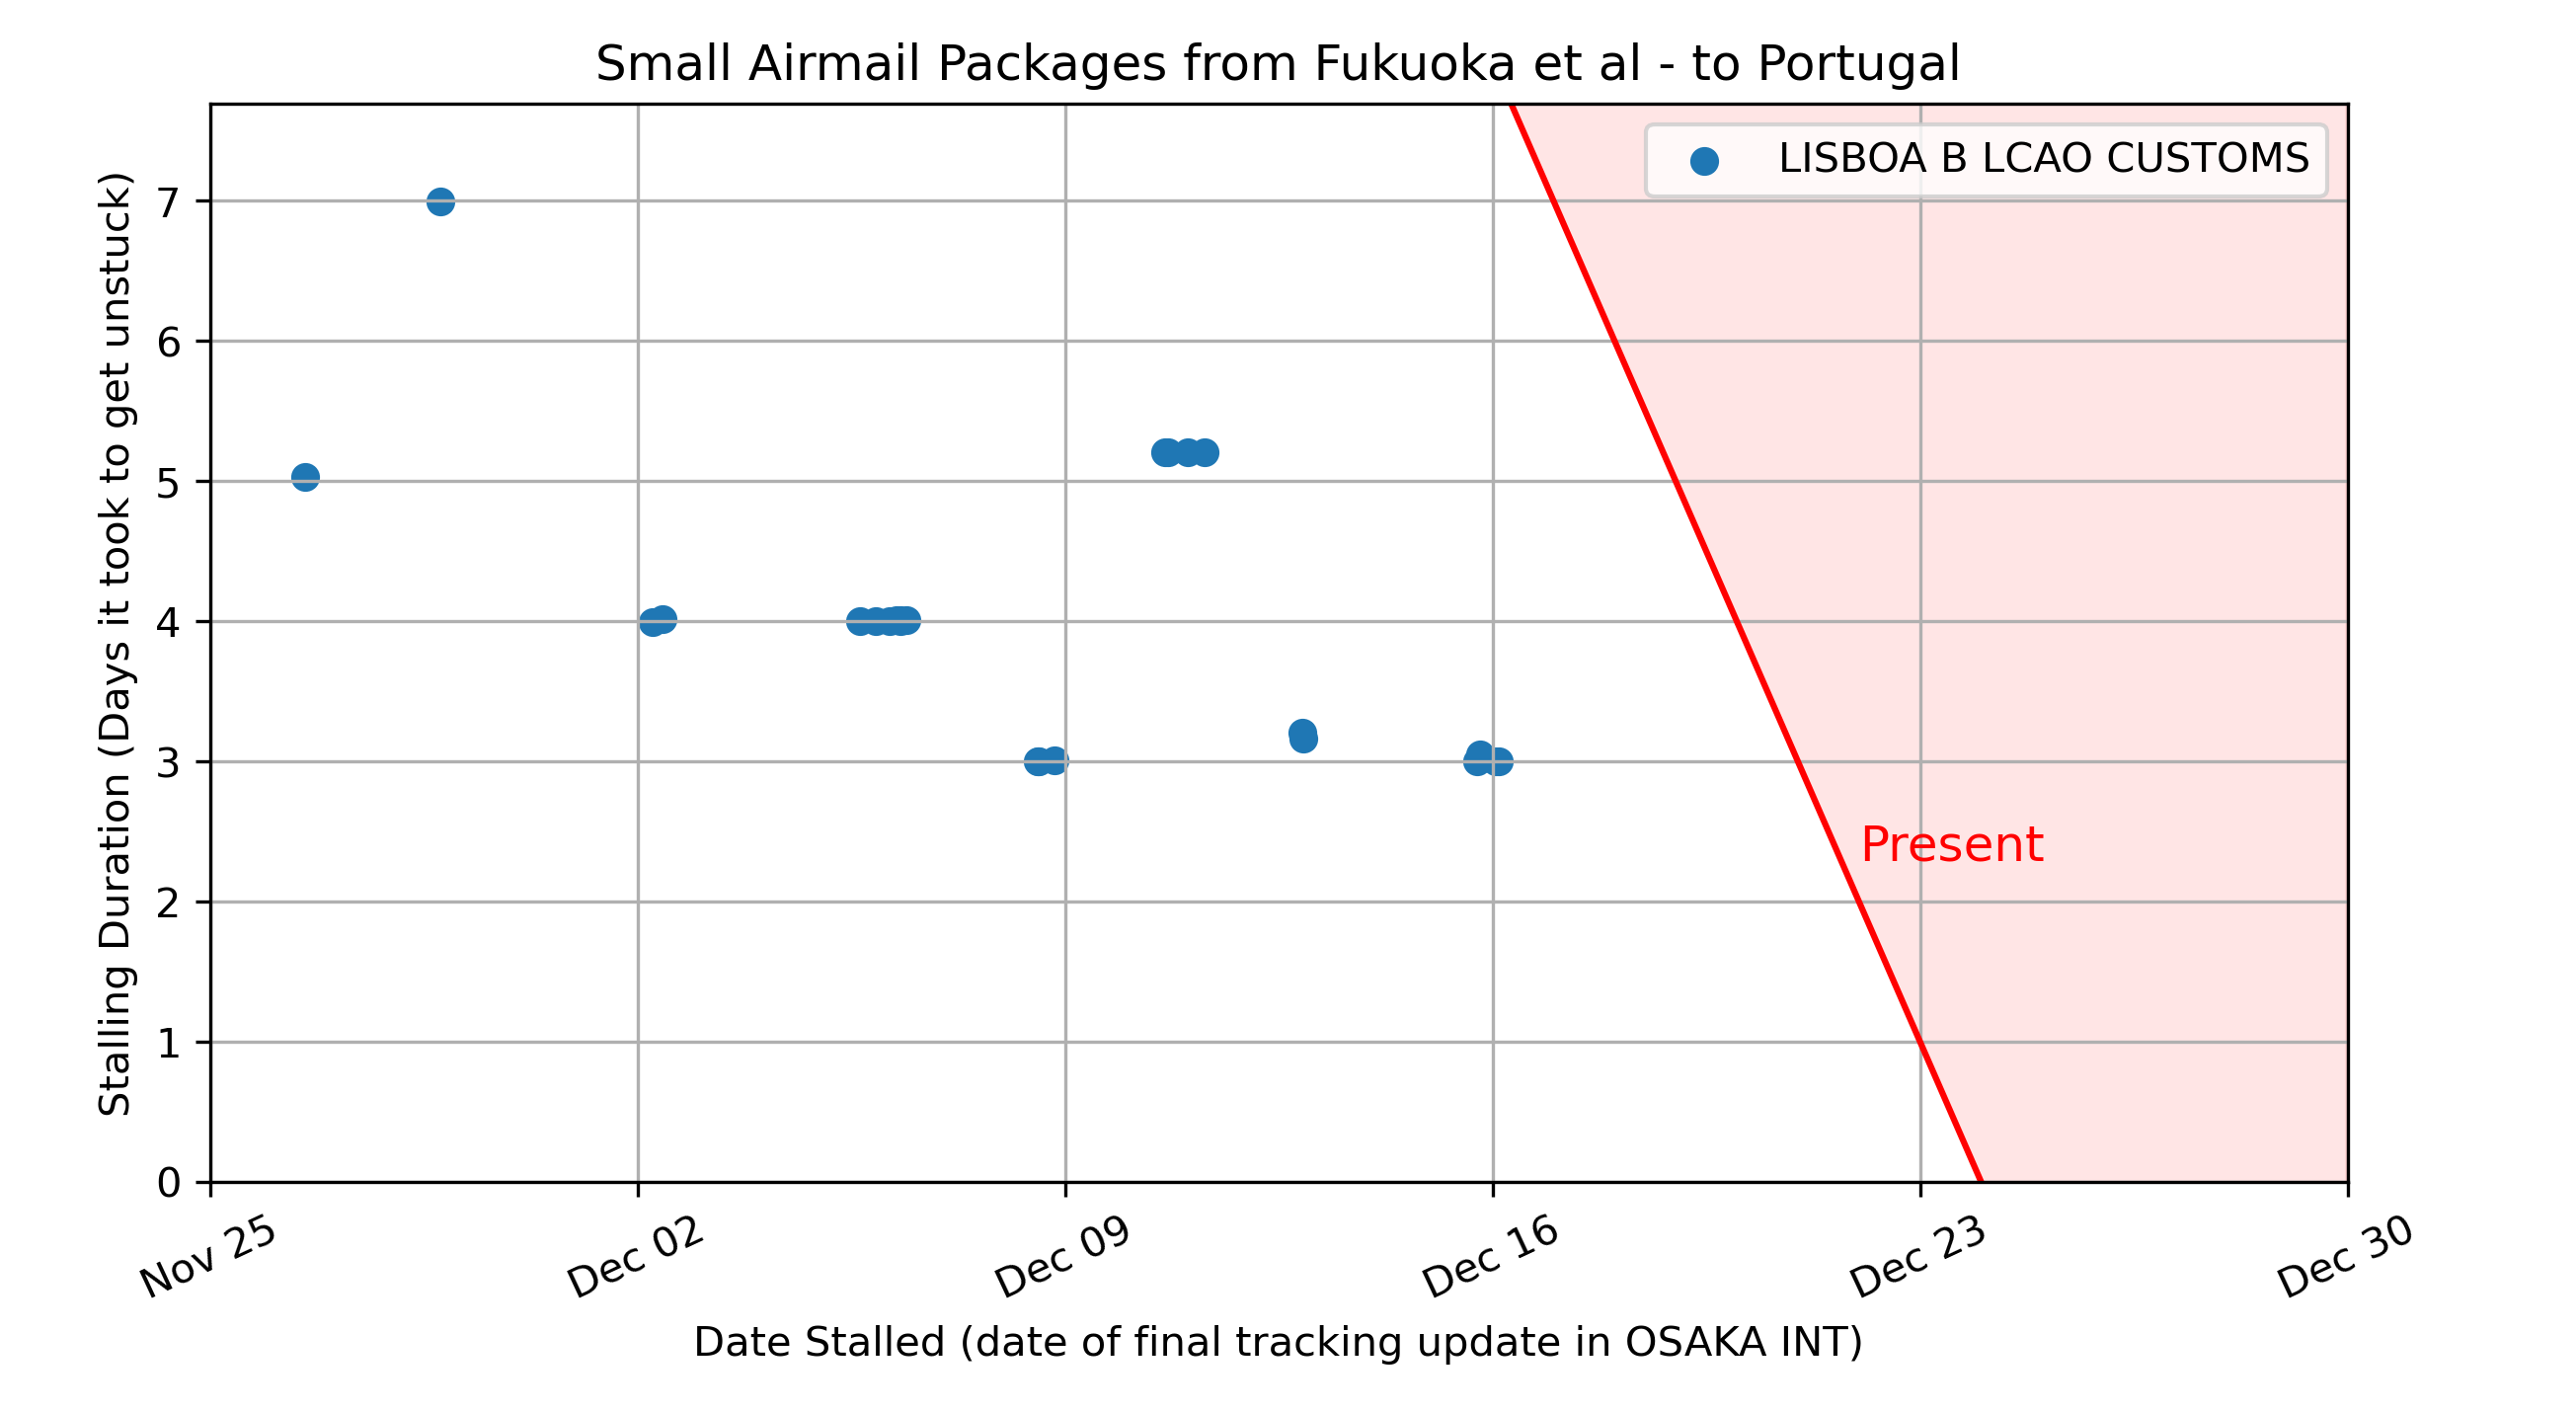 Small Airmail Packages from Fukuoka et al - to Portugal
LISBOA B LCAO CUSTOMS
Stalling Duration (Days it took to get unstuck)
7
6
5
4
3
2
1
0
Present
Nov 25
Dec 02
Dec 09
Dec 16
Dec 23
Dec 30
Date Stalled (date of final tracking update in OSAKA INT)